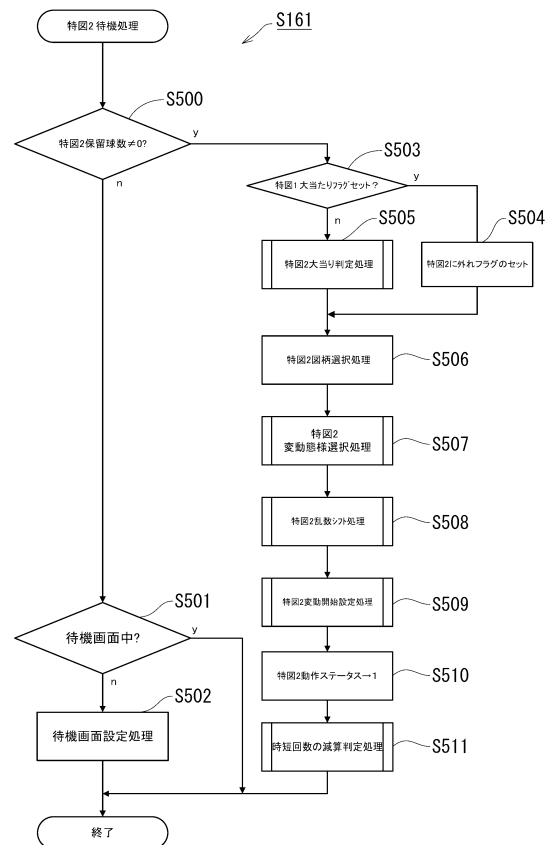 特図2 待機処理
S161
S500
特図2保留球数≠0?
y
n
S503
特図1 大当たりフラグセット？
y
n
S505
S504
特図2大当り判定処理
特図2に外れフラグのセット
特図2図柄選択処理
S506
特図2
変動態様選択処理
S507
特図2乱数シフト処理
S508
特図2変動開始設定処理
S509
S501
待機画面中?
y
n
特図2動作ステータス→1
S510
S502
待機画面設定処理
時短回数の減算判定処理
S511
終了